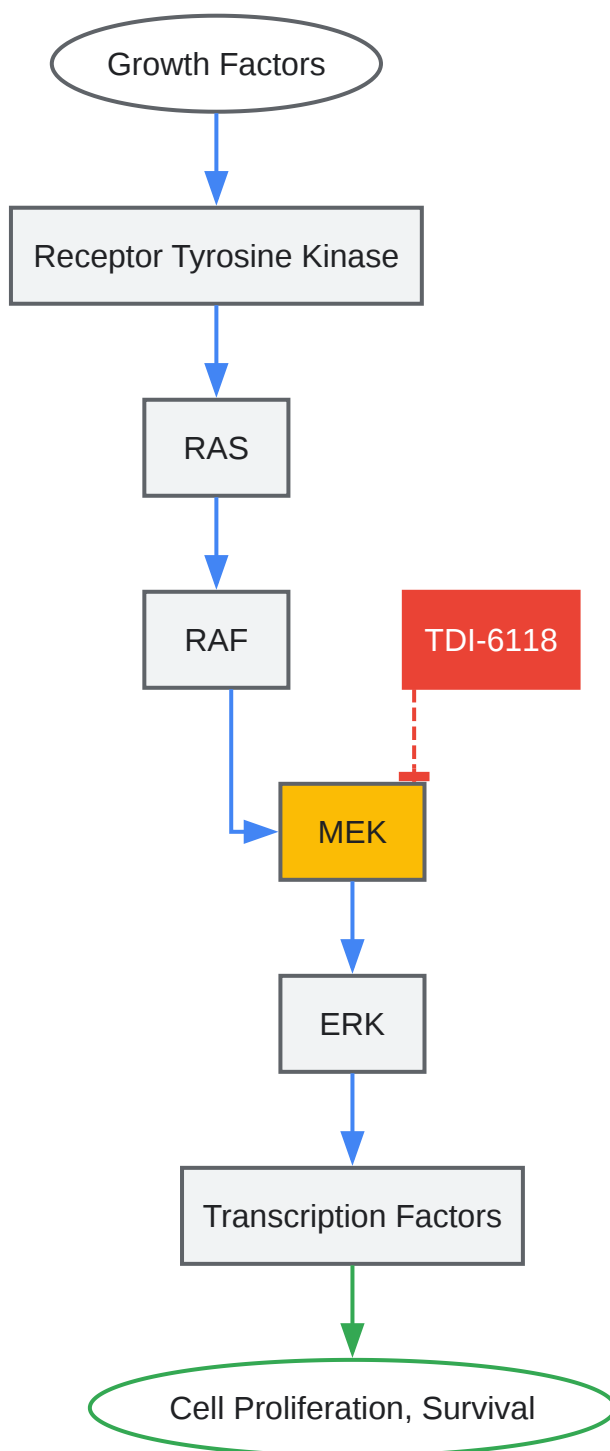 Growth Factors
Receptor Tyrosine Kinase
RAS
RAF
TDI-6118
MEK
ERK
Transcription Factors
Cell Proliferation, Survival